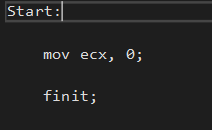 Start:
mov ecx, 0;
finit;